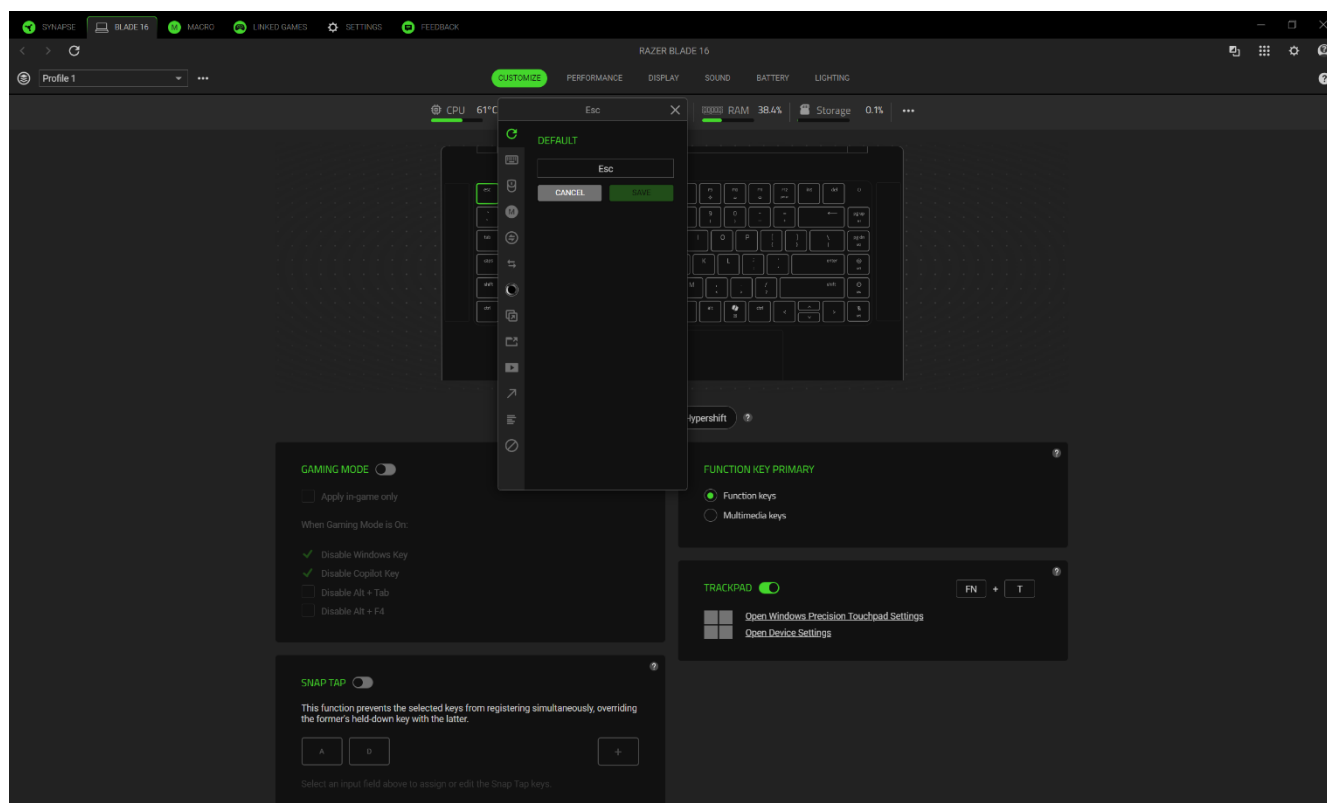 SYNAPSE BLADE 16 MACRO LINKED GAMES SETTINGS FEEDBACK
RAZER BLADE 16
Profile 1
CUSTOMIZE PERFORMANCE DISPLAY SOUND BATTERY LIGHTING
CPU 61°C
RAM 38.4% Storage 0.1%
Esc
DEFAULT
Esc
CANCEL SAVE
esc
tab
shift
I O P
K L
M
Hypershift
GAMING MODE
Apply in-game only
When Gaming Mode is On:
Disable Windows Key
Disable Copilot Key
Disable Alt + Tab
Disable Alt + F4
FUNCTION KEY PRIMARY
Function keys
Multimedia keys
TRACKPAD FN + T
Open Windows Precision Touchpad Settings
Open Device Settings
SNAP TAP
This function prevents the selected keys from registering simultaneously, overriding
the former's held-down key with the latter.
A D +
Select an input field above to assign or edit the Snap Tap keys.